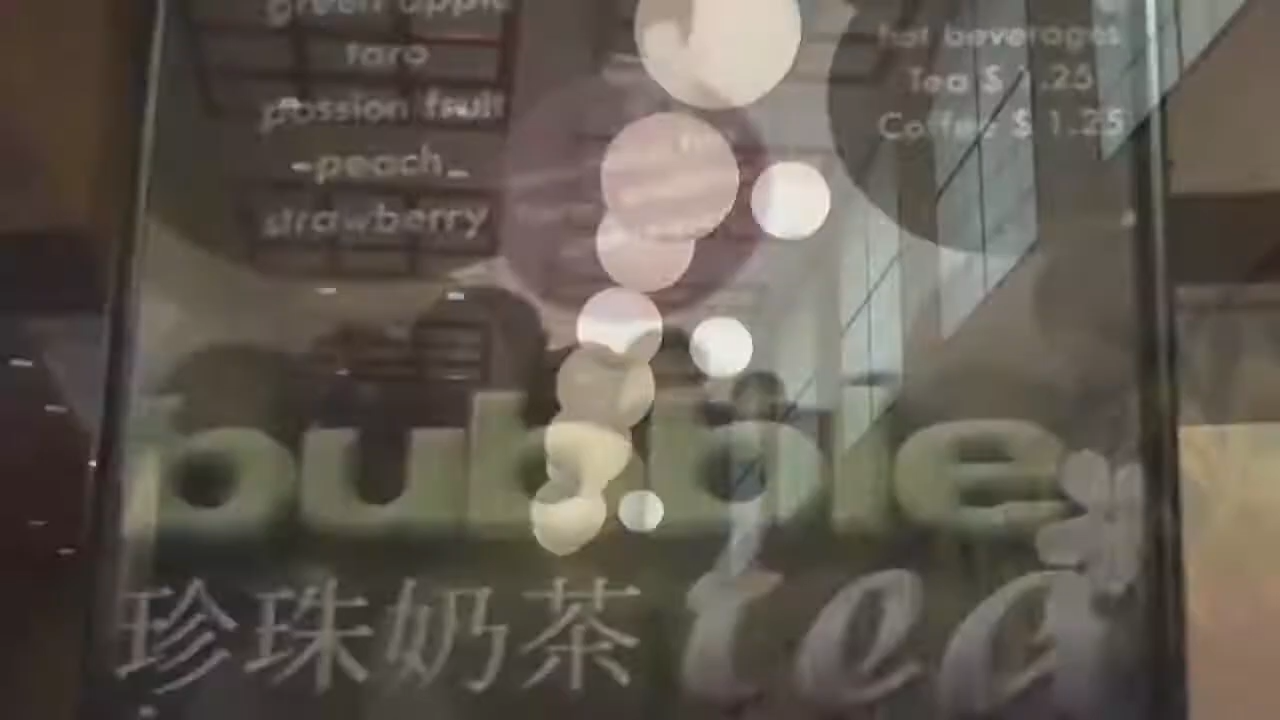 green apple
taro
passion fruit
peach
strawberry
hot beverages
Tea $ 1.25
Coffee $ 1.25
bubble
珍珠奶茶 tea